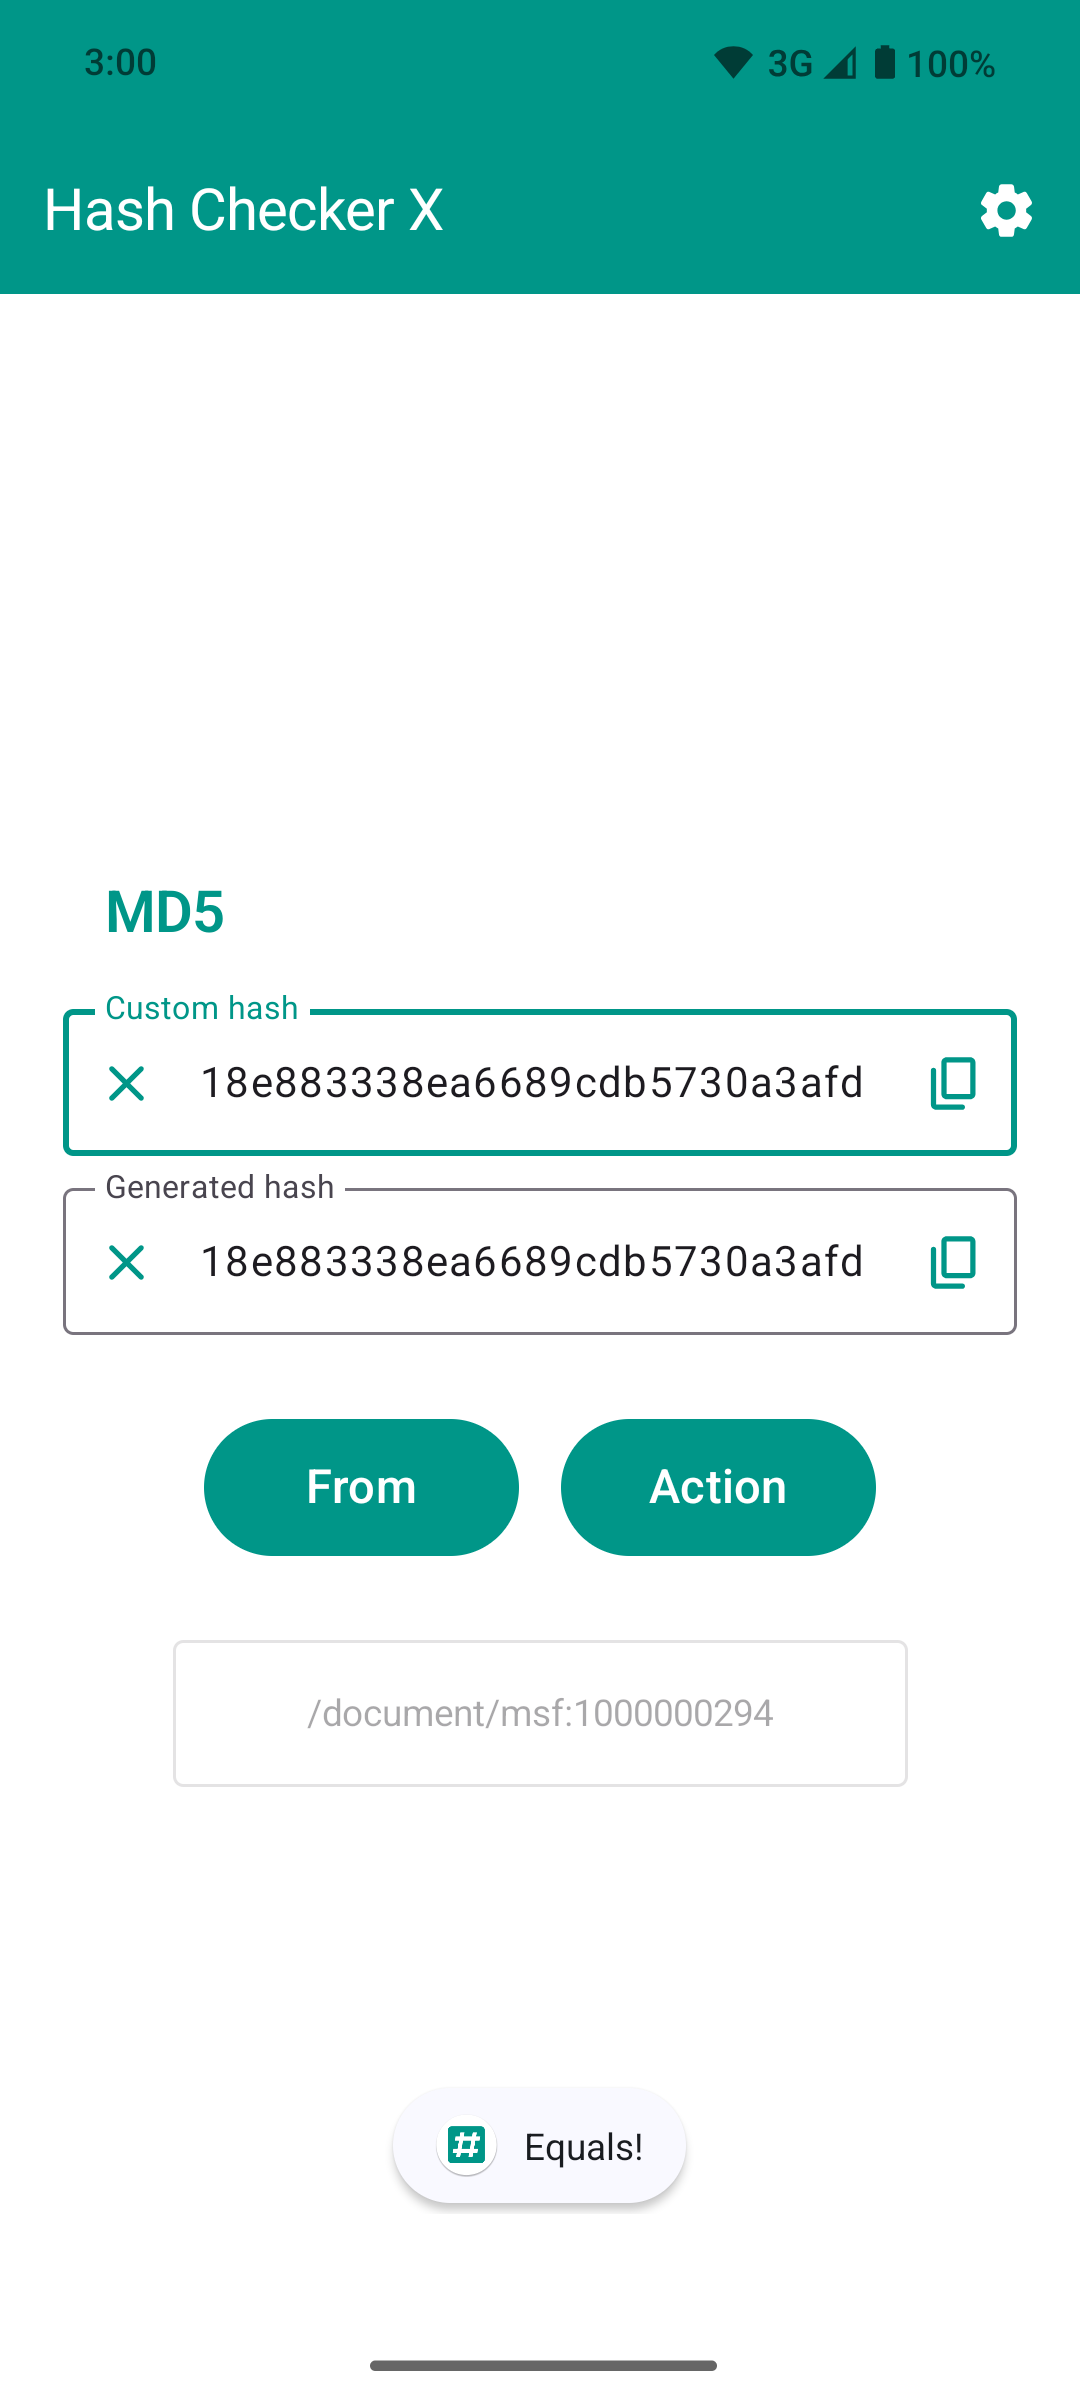 3:00
3G
100%
Hash Checker X
MD5
Custom hash
18e883338ea6689cdb5730a3afd
Generated hash
18e883338ea6689cdb5730a3afd
From
Action
/document/msf:1000000294
#
Equals!